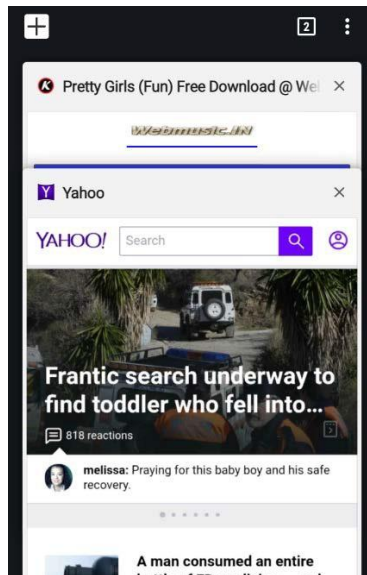 2
Pretty Girls (Fun) Free Download @ We
Webmusic.IN
Yahoo
YAHOO!
Search
Frantic search underway to
find toddler who fell into...
818 reactions
melissa: Praying for this baby boy and his safe
recovery.
A man consumed an entire